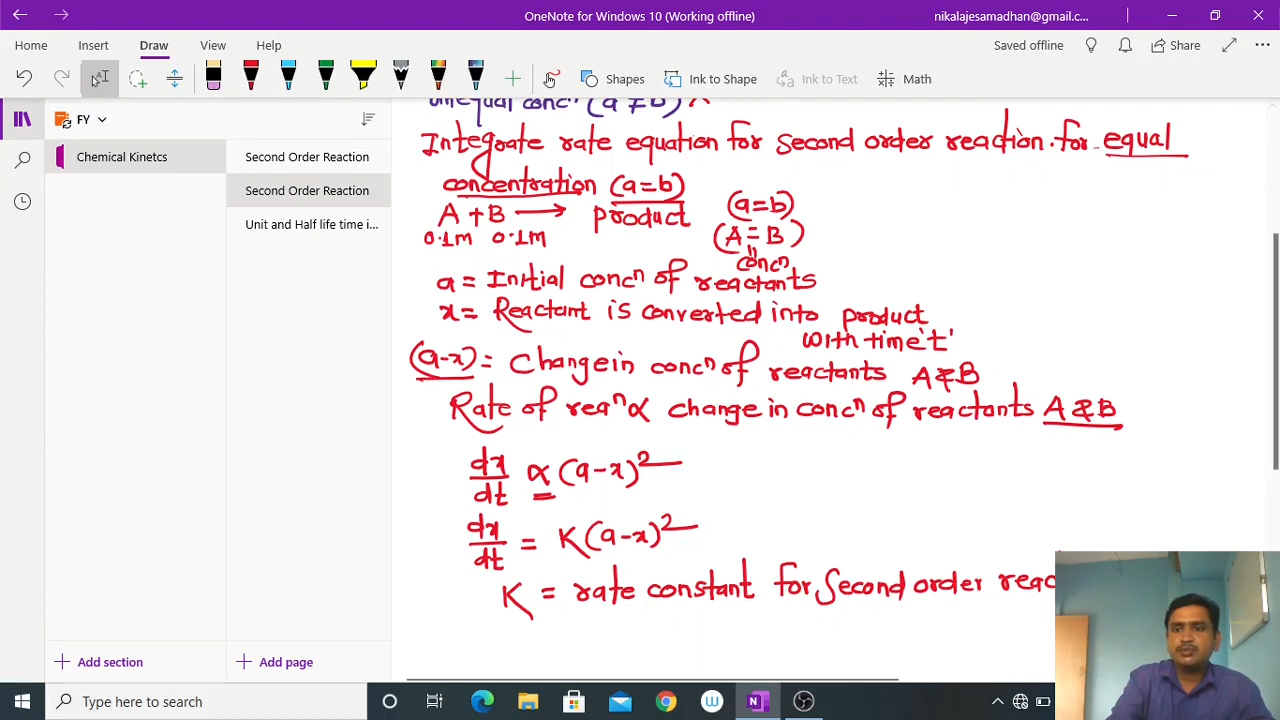 OneNote for Windows 10 (Working offline)
nikalajesamadhan@gmail.c...
Home Insert Draw View Help
Saved offline
Share
Shapes
Ink to Shape
Ink to Text
Math
FY
Chemical Kinetcs
Second Order Reaction
Second Order Reaction
Unit and Half life time i...
Add section
Add page
unequal concn (a ≠ b) ×
Integrate rate equation for Second order reaction. for equal
concentration (a=b)
A + B → product (a=b)
0.1m 0.1m (A = B)
concn
a = Initial concn of reactants
x = Reactant is converted into product
with time 't'
(a-x) = Change in concn of reactants A & B
Rate of rean ∝ change in concn of reactants A & B
dx/dt ∝ (a-x)²
dx/dt = K(a-x)²
K = rate constant for Second order reac
Type here to search